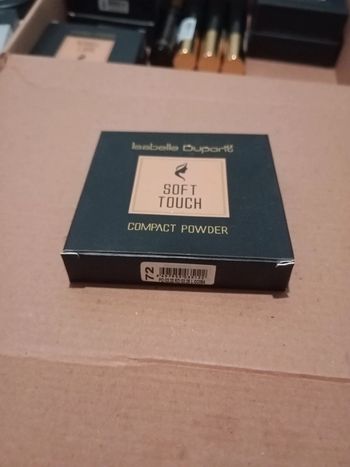 Isabelle Dupont
SOFT
TOUCH
COMPACT POWDER
72